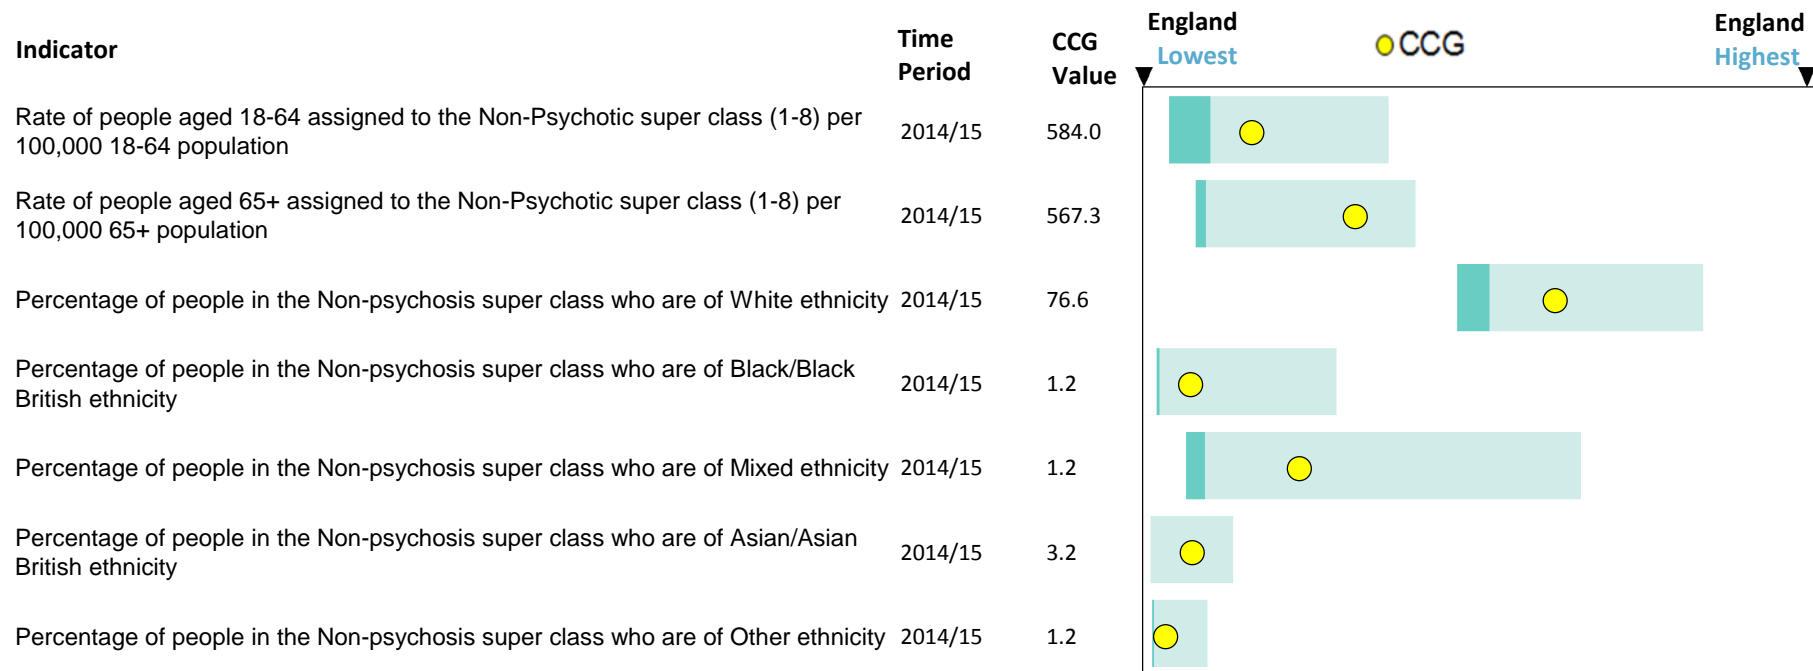 Indicator
Time Period
CCG Value
England Lowest
CCG
England Highest
Rate of people aged 18-64 assigned to the Non-Psychotic super class (1-8) per
100,000 18-64 population
2014/15
584.0
Rate of people aged 65+ assigned to the Non-Psychotic super class (1-8) per
100,000 65+ population
2014/15
567.3
Percentage of people in the Non-psychosis super class who are of White ethnicity
2014/15
76.6
Percentage of people in the Non-psychosis super class who are of Black/Black
British ethnicity
2014/15
1.2
Percentage of people in the Non-psychosis super class who are of Mixed ethnicity
2014/15
1.2
Percentage of people in the Non-psychosis super class who are of Asian/Asian
British ethnicity
2014/15
3.2
Percentage of people in the Non-psychosis super class who are of Other ethnicity
2014/15
1.2